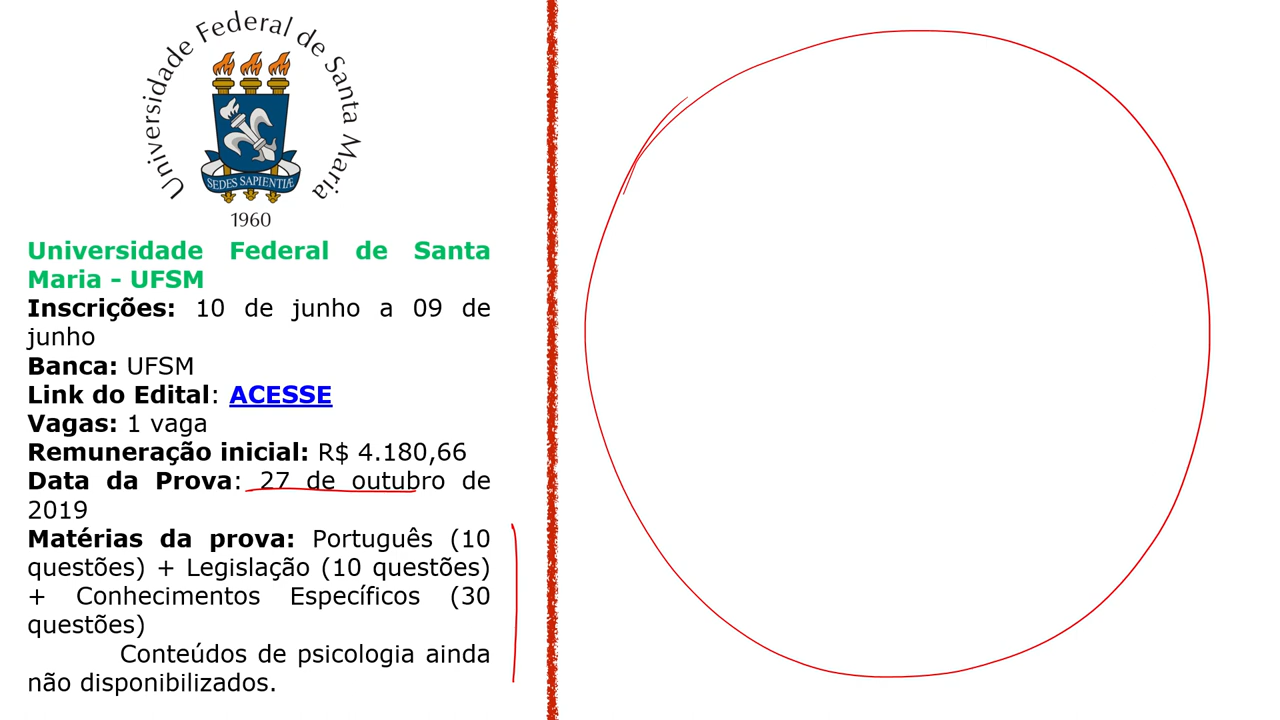 Universidade Federal de Santa Maria
SEDES SAPIENTIÆ
1960
Universidade Federal de Santa
Maria - UFSM
Inscrições: 10 de junho a 09 de
junho
Banca: UFSM
Link do Edital: ACESSE
Vagas: 1 vaga
Remuneração inicial: R$ 4.180,66
Data da Prova: 27 de outubro de
2019
Matérias da prova: Português (10
questões) + Legislação (10 questões)
+ Conhecimentos Específicos (30
questões)
Conteúdos de psicologia ainda
não disponibilizados.